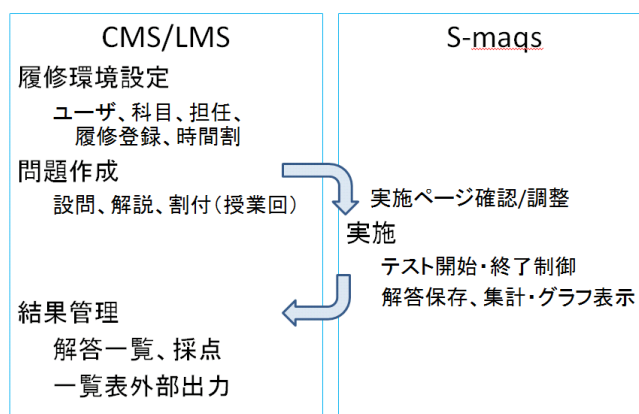 CMS/LMS
履修環境設定
ユーザ、科目、担任、
履修登録、時間割
問題作成
設問、解説、割付(授業回)
結果管理
解答一覧、採点
一覧表外部出力
S-maqs
実施ページ確認/調整
実施
テスト開始・終了制御
解答保存、集計・グラフ表示